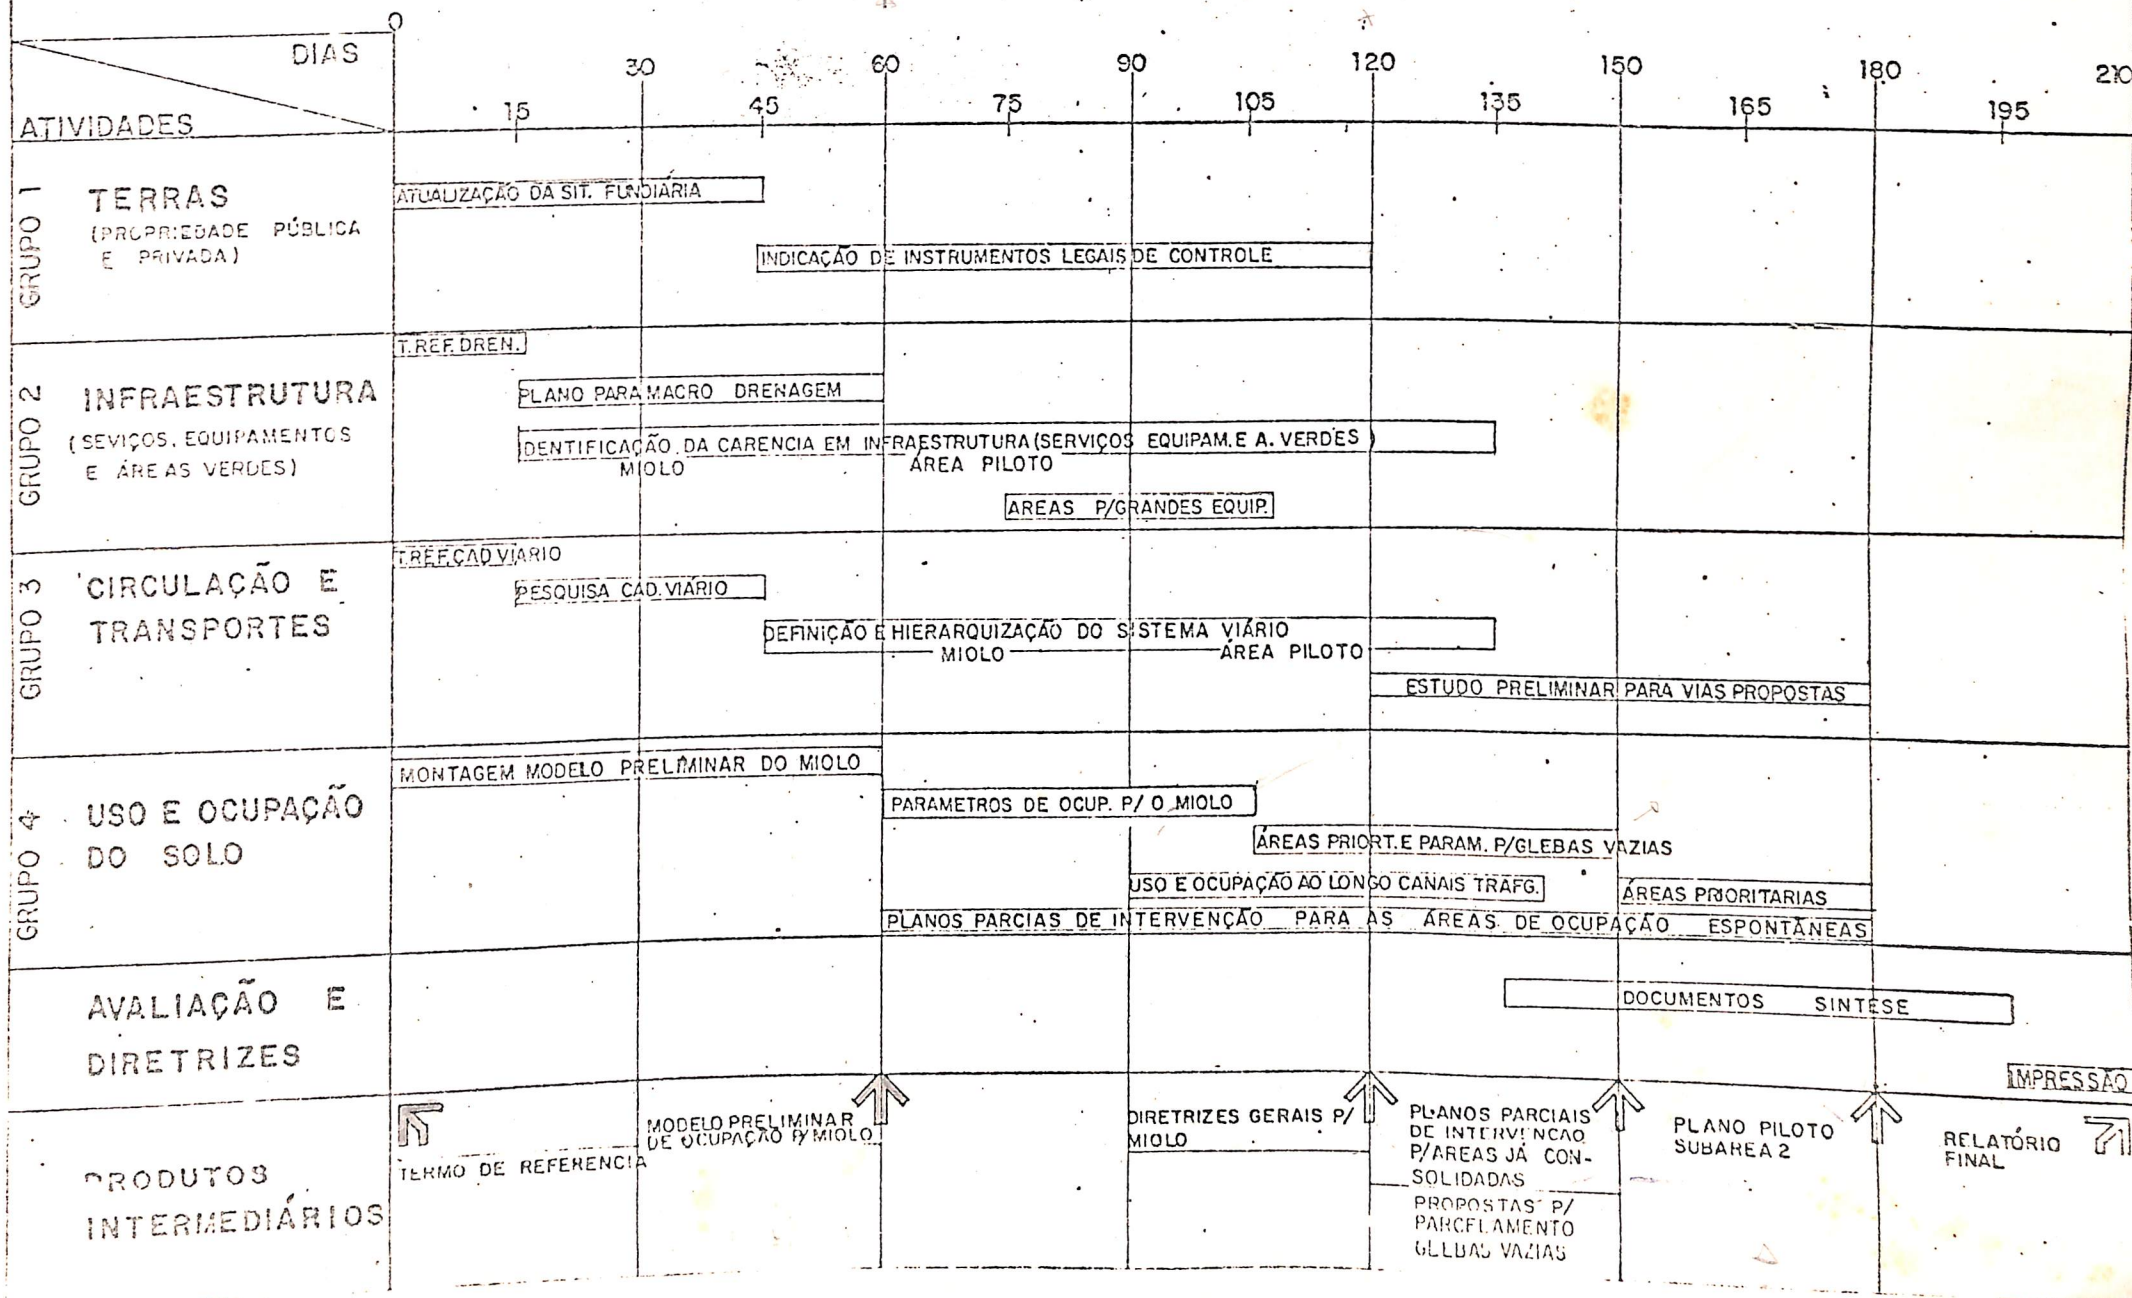 DIAS
0
30
60
90
120
150
180
210
15
45
75
105
135
165
195
ATIVIDADES
GRUPO 1
TERRAS
(PROPRIEDADE PÚBLICA
E PRIVADA)
ATUALIZAÇÃO DA SIT. FUNDIÁRIA
INDICAÇÃO DE INSTRUMENTOS LEGAIS DE CONTROLE
GRUPO 2
INFRAESTRUTURA
(SEVIÇOS, EQUIPAMENTOS
E ÁREAS VERDES)
T.REF. DREN.
PLANO PARA MACRO DRENAGEM
IDENTIFICAÇÃO DA CARENCIA EM INFRAESTRUTURA (SERVIÇOS EQUIPAM. E A. VERDES)
MIOLO ÁREA PILOTO
AREAS P/GRANDES EQUIP.
GRUPO 3
CIRCULAÇÃO E
TRANSPORTES
T.REF.CAD VIÁRIO
PESQUISA CAD. VIÁRIO
DEFINIÇÃO E HIERARQUIZAÇÃO DO SISTEMA VIÁRIO
MIOLO ÁREA PILOTO
ESTUDO PRELIMINAR PARA VIAS PROPOSTAS
GRUPO 4
USO E OCUPAÇÃO
DO SOLO
MONTAGEM MODELO PRELIMINAR DO MIOLO
PARAMETROS DE OCUP. P/ O MIOLO
ÁREAS PRIORT. E PARAM. P/GLEBAS VAZIAS
USO E OCUPAÇÃO AO LONGO CANAIS TRAFG.
ÁREAS PRIORITARIAS
PLANOS PARCIAS DE INTERVENÇÃO PARA AS ÁREAS DE OCUPAÇÃO ESPONTÂNEAS
AVALIAÇÃO E
DIRETRIZES
DOCUMENTOS SINTESE
IMPRESSÃO
PRODUTOS
INTERMEDIÁRIOS
TERMO DE REFERENCIA
MODELO PRELIMINAR
DE OCUPAÇÃO P/MIOLO
DIRETRIZES GERAIS P/
MIOLO
PLANOS PARCIAIS
DE INTERVENCAO
P/AREAS JÁ CON-
SOLIDADAS
PROPOSTAS P/
PARCELAMENTO
GLEBAS VAZIAS
PLANO PILOTO
SUBAREA 2
RELATÓRIO
FINAL